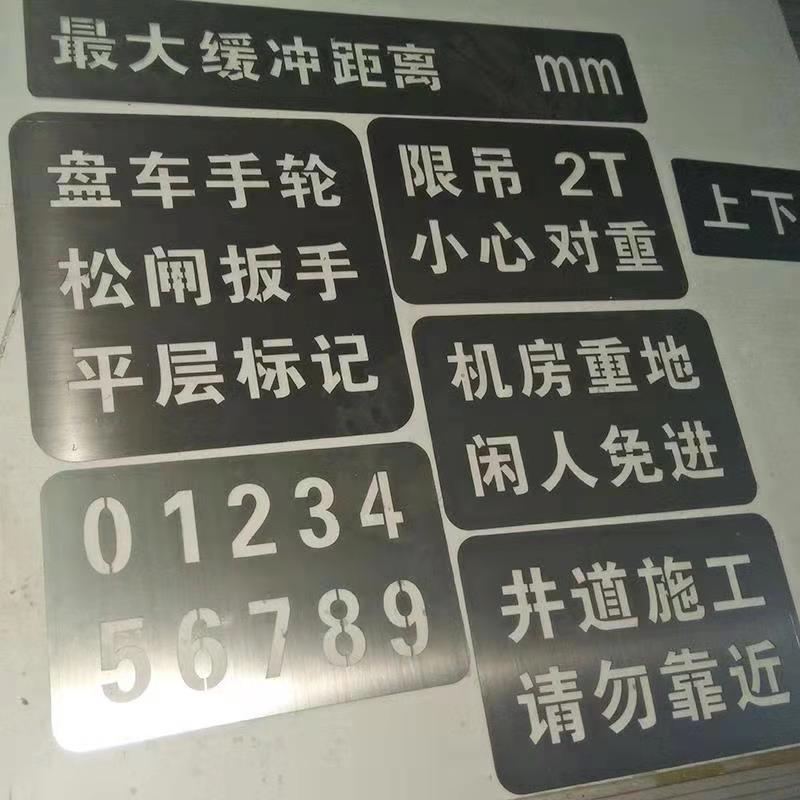 最大缓冲距离 mm
盘车手轮
松闸扳手
平层标记
限吊 2T
小心对重
上下
机房重地
闲人免进
01234
56789
井道施工
请勿靠近